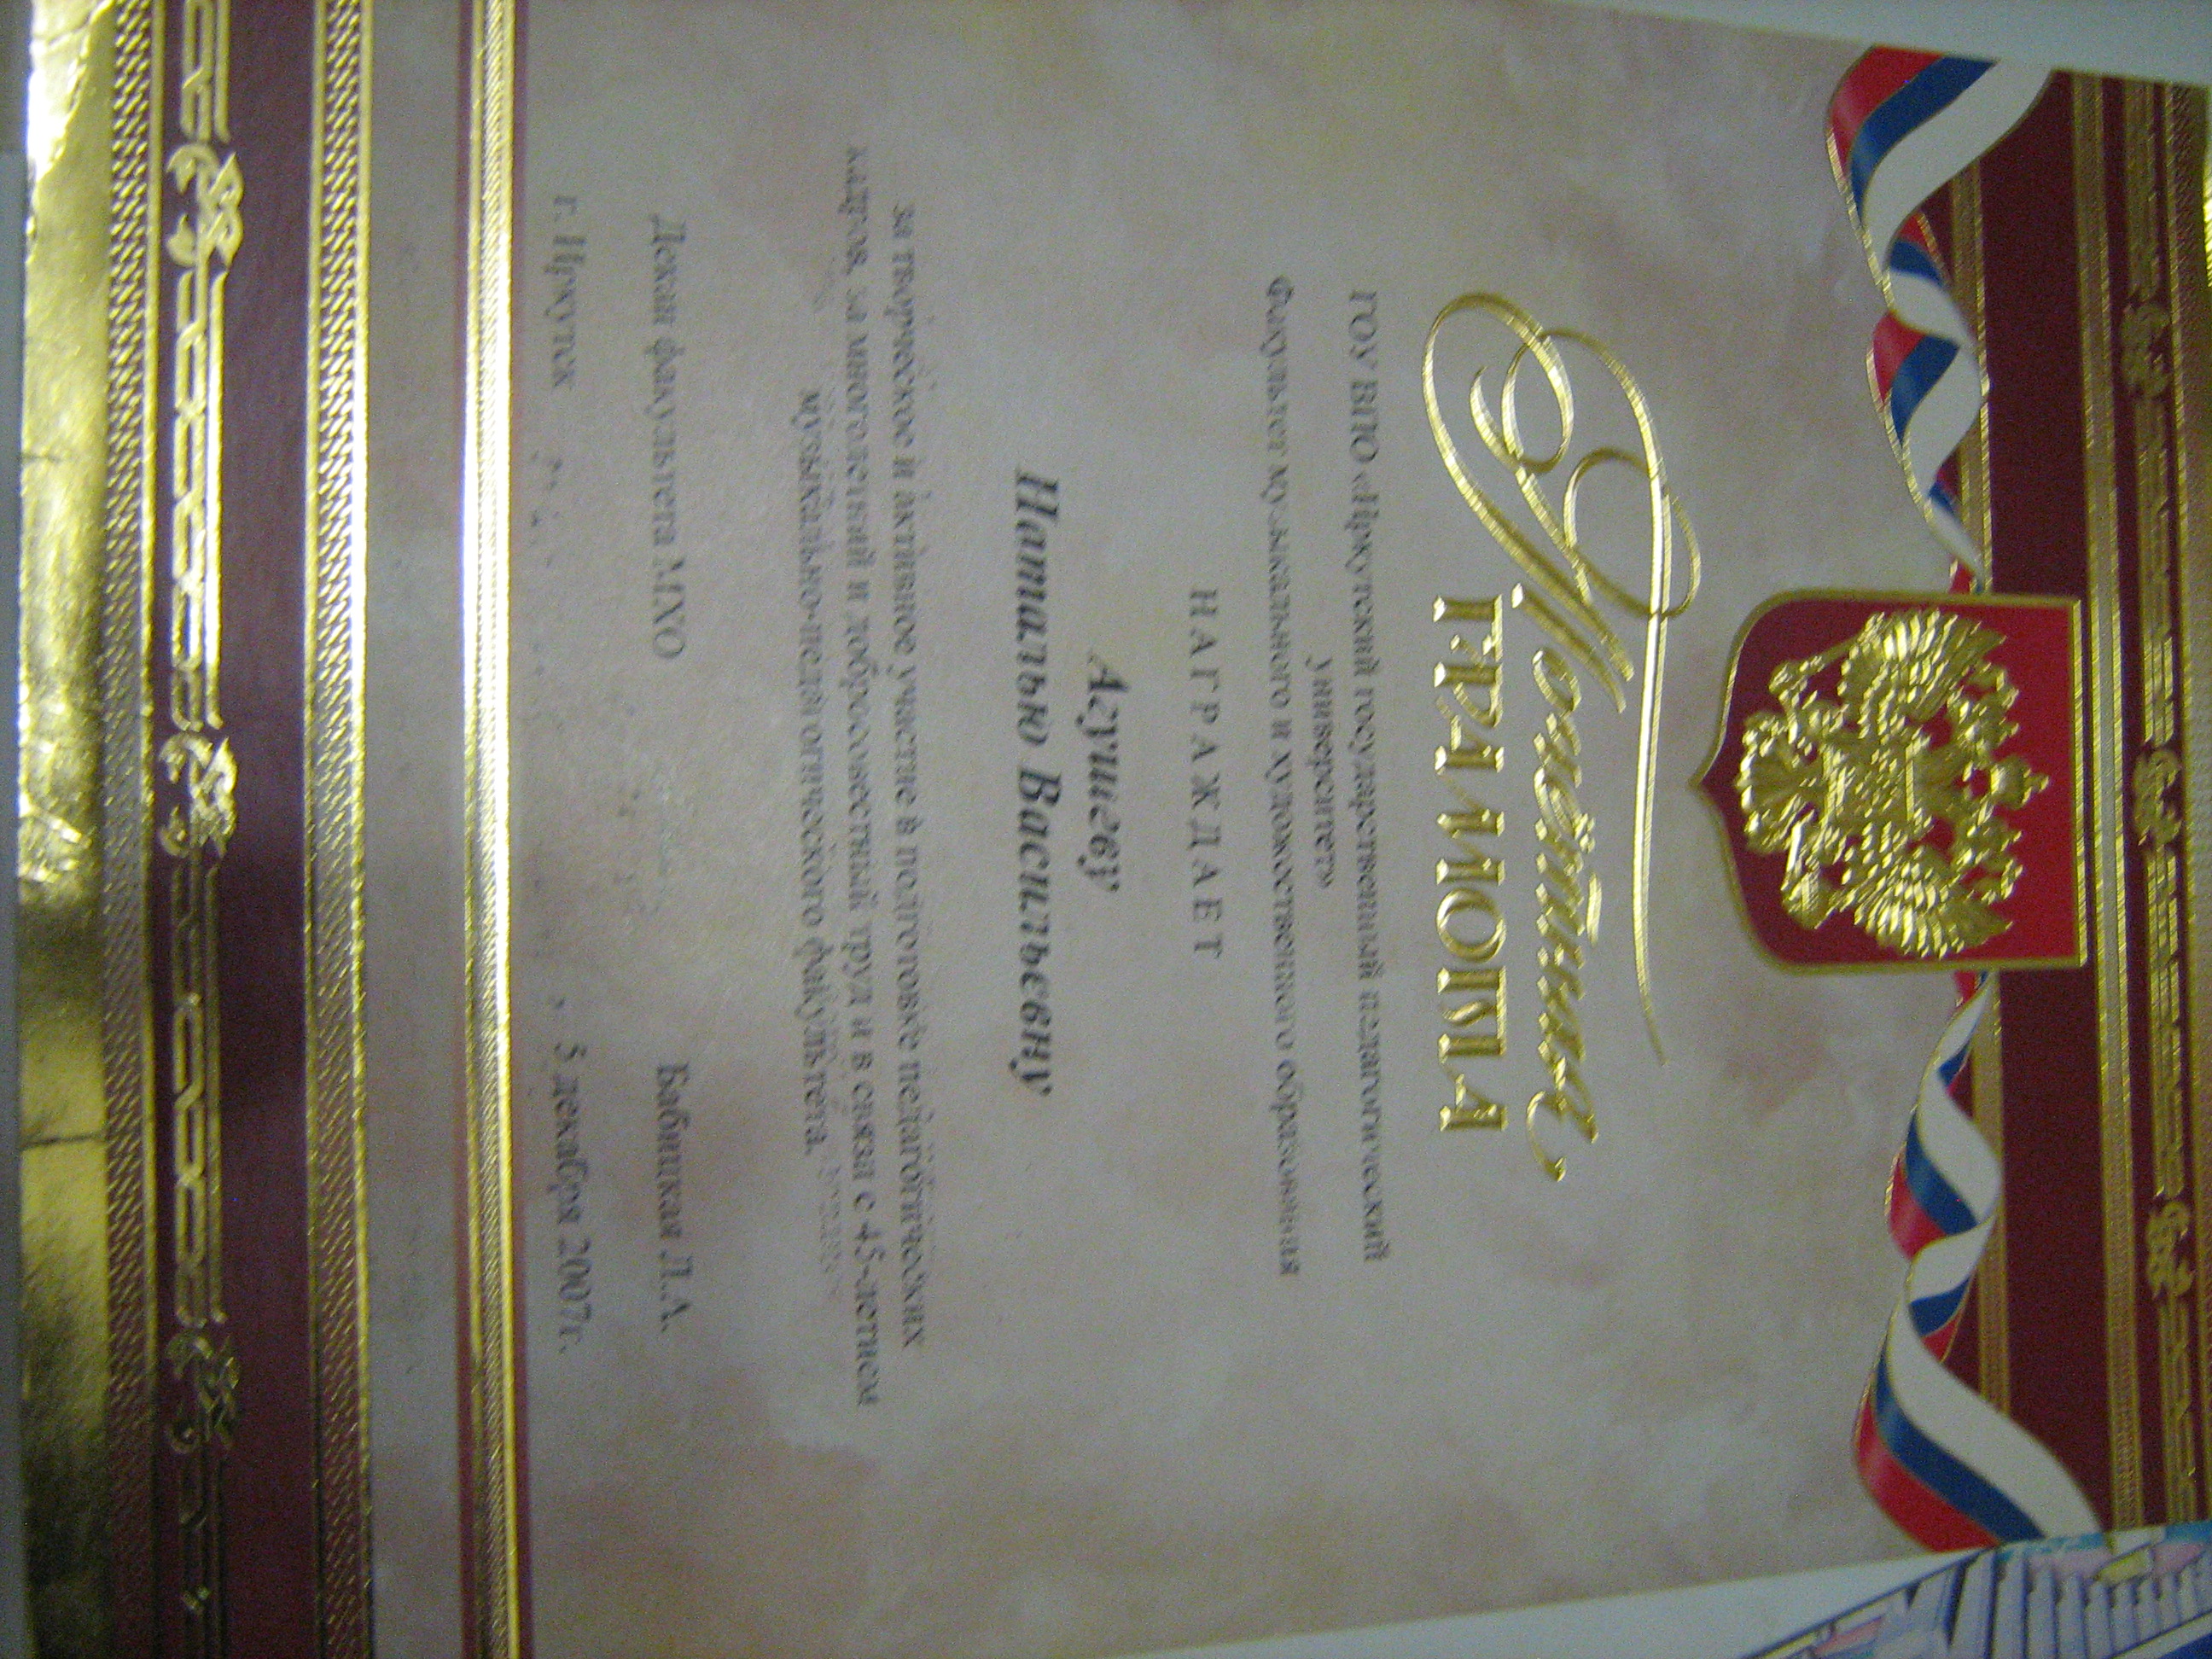 Почётная
ГРАМОТА
ГОУ ВПО «Иркутский государственный педагогический
университет»
Факультет музыкального и художественного образования
НАГРАЖДАЕТ
Агушеву
Наталью Васильевну
за творческое и активное участие в подготовке педагогических
кадров, за многолетний и добросовестный труд и в связи с 45-летием
музыкально-педагогического факультета.
Декан факультета МХО Бабицкая Л.А.
г. Иркутск 5 декабря 2007г.